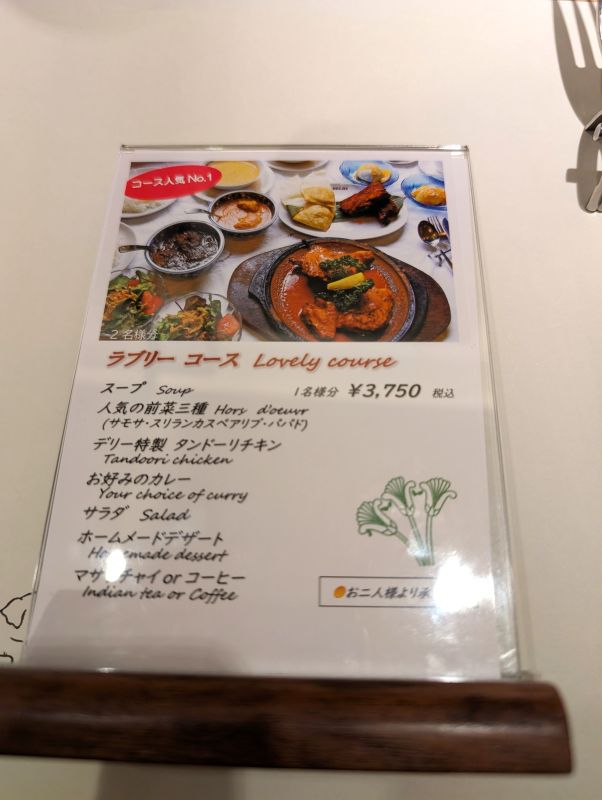 コース人気 No.1
2名様分
ラブリー コース Lovely course
スープ Soup 1名様分 ¥3,750 税込
人気の前菜三種 Hors d'oeuvr
(サモサ・スリランカスペアリブ・パパド)
デリー特製 タンドーリチキン
Tandoori chicken
お好みのカレー
Your choice of curry
サラダ Salad
ホームメードデザート
Homemade dessert
マサラチャイ or コーヒー
Indian tea or Coffee
お二人様より承